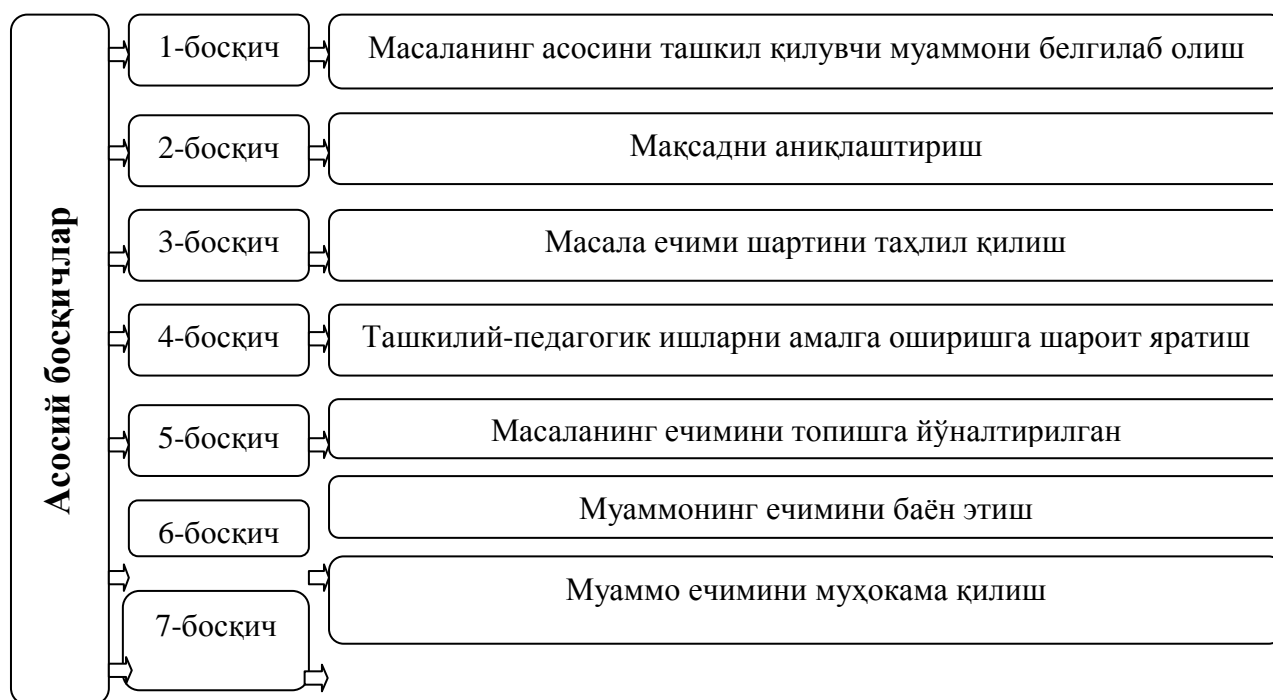 Асосий босқичлар
1-босқич
Масаланинг асосини ташкил қилувчи муаммони белгилаб олиш
2-босқич
Мақсадни аниқлаштириш
3-босқич
Масала ечими шартини таҳлил қилиш
4-босқич
Ташкилий-педагогик ишларни амалга оширишга шароит яратиш
5-босқич
Масаланинг ечимини топишга йўналтирилган
6-босқич
Муаммонинг ечимини баён этиш
7-босқич
Муаммо ечимини муҳокама қилиш